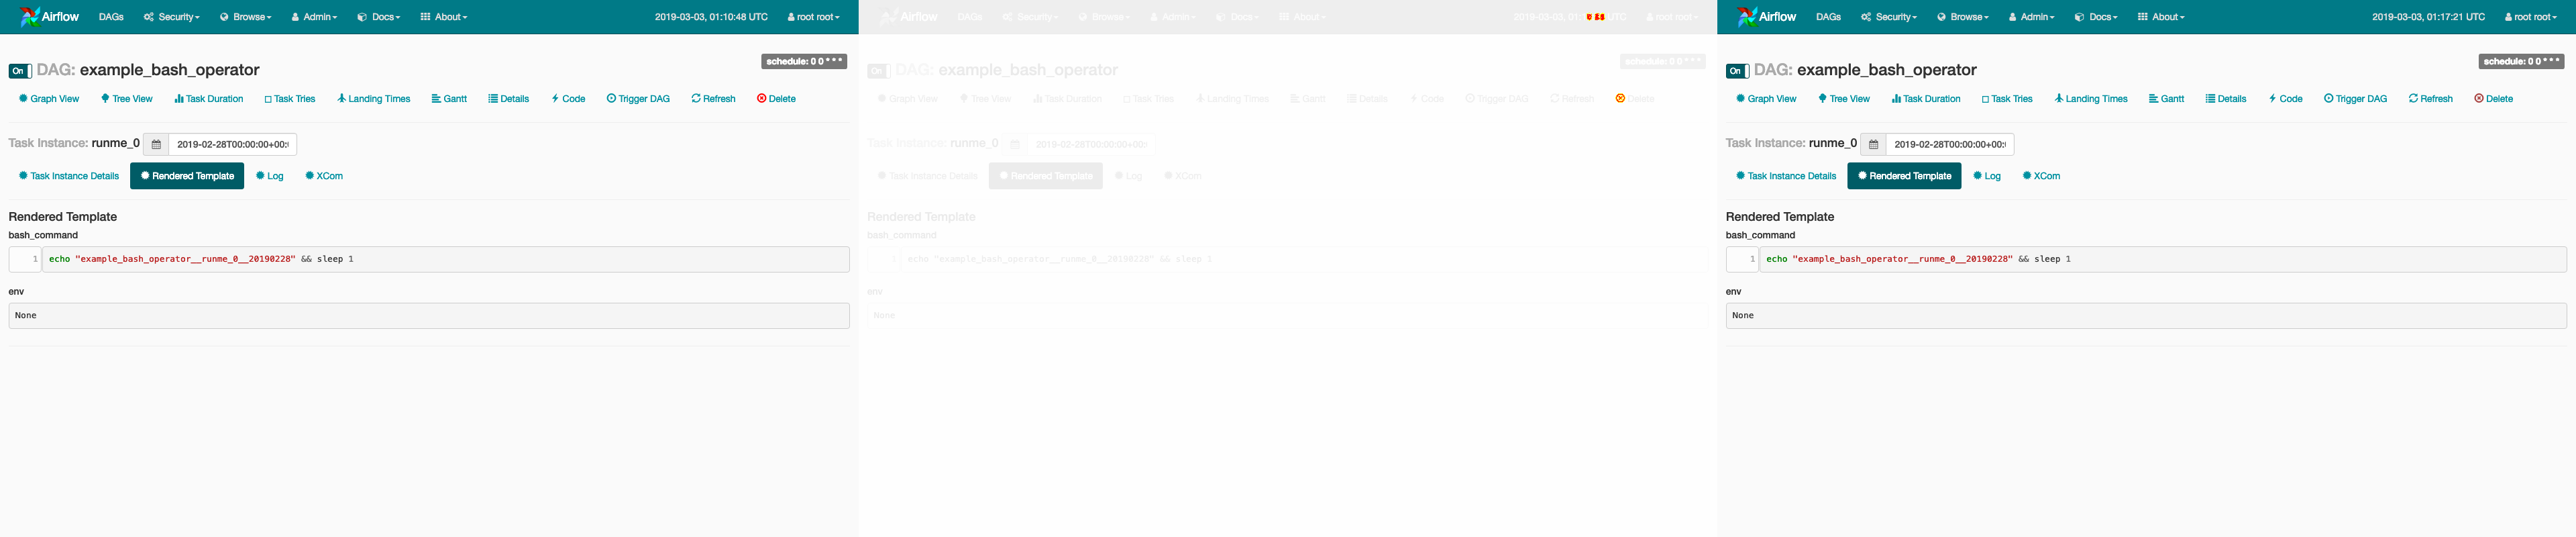 Airflow DAGs Security Browse Admin Docs About 2019-03-03, 01:10:48 UTC root root
schedule: 0 0 * * *
On DAG: example_bash_operator
Graph View Tree View Task Duration Task Tries Landing Times Gantt Details Code Trigger DAG Refresh Delete
Task Instance: runme_0 2019-02-28T00:00:00+00:
Task Instance Details Rendered Template Log XCom
Rendered Template
bash_command
1 echo "example_bash_operator__runme_0__20190228" && sleep 1
env
None
Airflow DAGs Security Browse Admin Docs About 2019-03-03, 01: UTC root root
schedule: 0 0 * * *
On DAG: example_bash_operator
Graph View Tree View Task Duration Task Tries Landing Times Gantt Details Code Trigger DAG Refresh Delete
Task Instance: runme_0 2019-02-28T00:00:00+00:
Task Instance Details Rendered Template Log XCom
Rendered Template
bash_command
1 echo "example_bash_operator__runme_0__20190228" && sleep 1
env
None
Airflow DAGs Security Browse Admin Docs About 2019-03-03, 01:17:21 UTC root root
schedule: 0 0 * * *
On DAG: example_bash_operator
Graph View Tree View Task Duration Task Tries Landing Times Gantt Details Code Trigger DAG Refresh Delete
Task Instance: runme_0 2019-02-28T00:00:00+00:
Task Instance Details Rendered Template Log XCom
Rendered Template
bash_command
1 echo "example_bash_operator__runme_0__20190228" && sleep 1
env
None